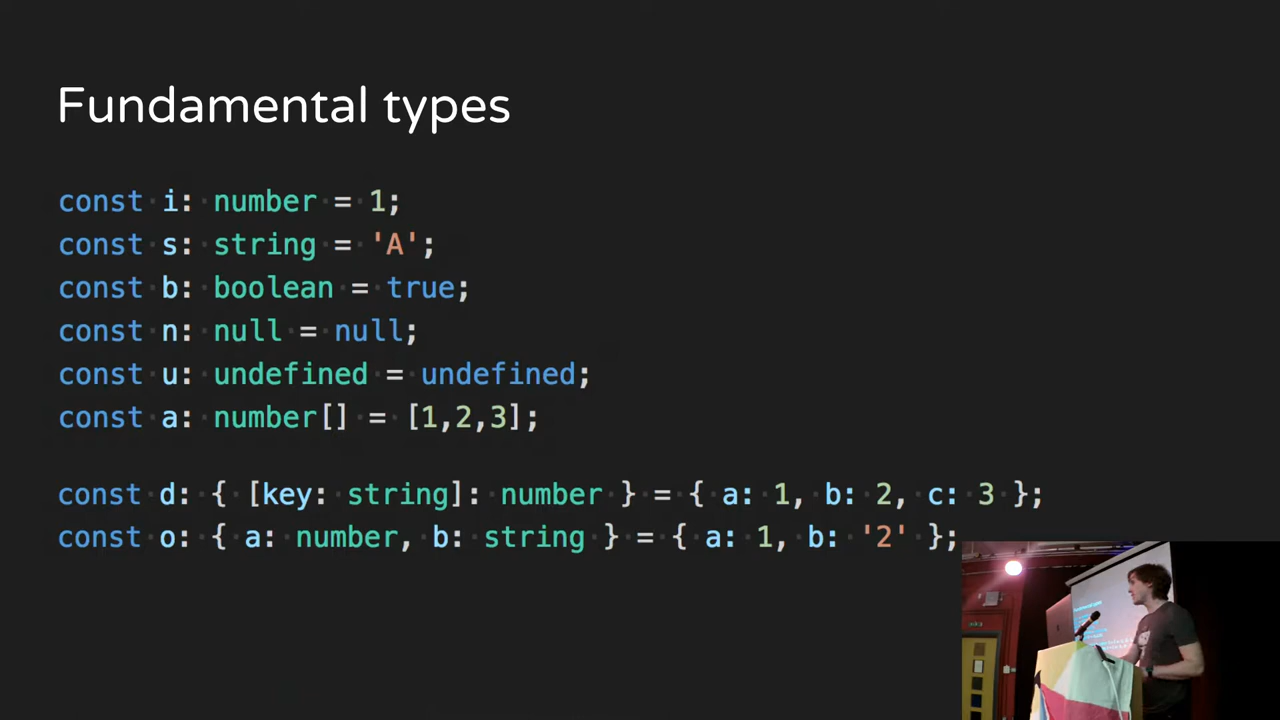 Fundamental types
const i: number = 1;
const s: string = 'A';
const b: boolean = true;
const n: null = null;
const u: undefined = undefined;
const a: number[] = [1,2,3];
const d: { [key: string]: number } = { a: 1, b: 2, c: 3 };
const o: { a: number, b: string } = { a: 1, b: '2' };